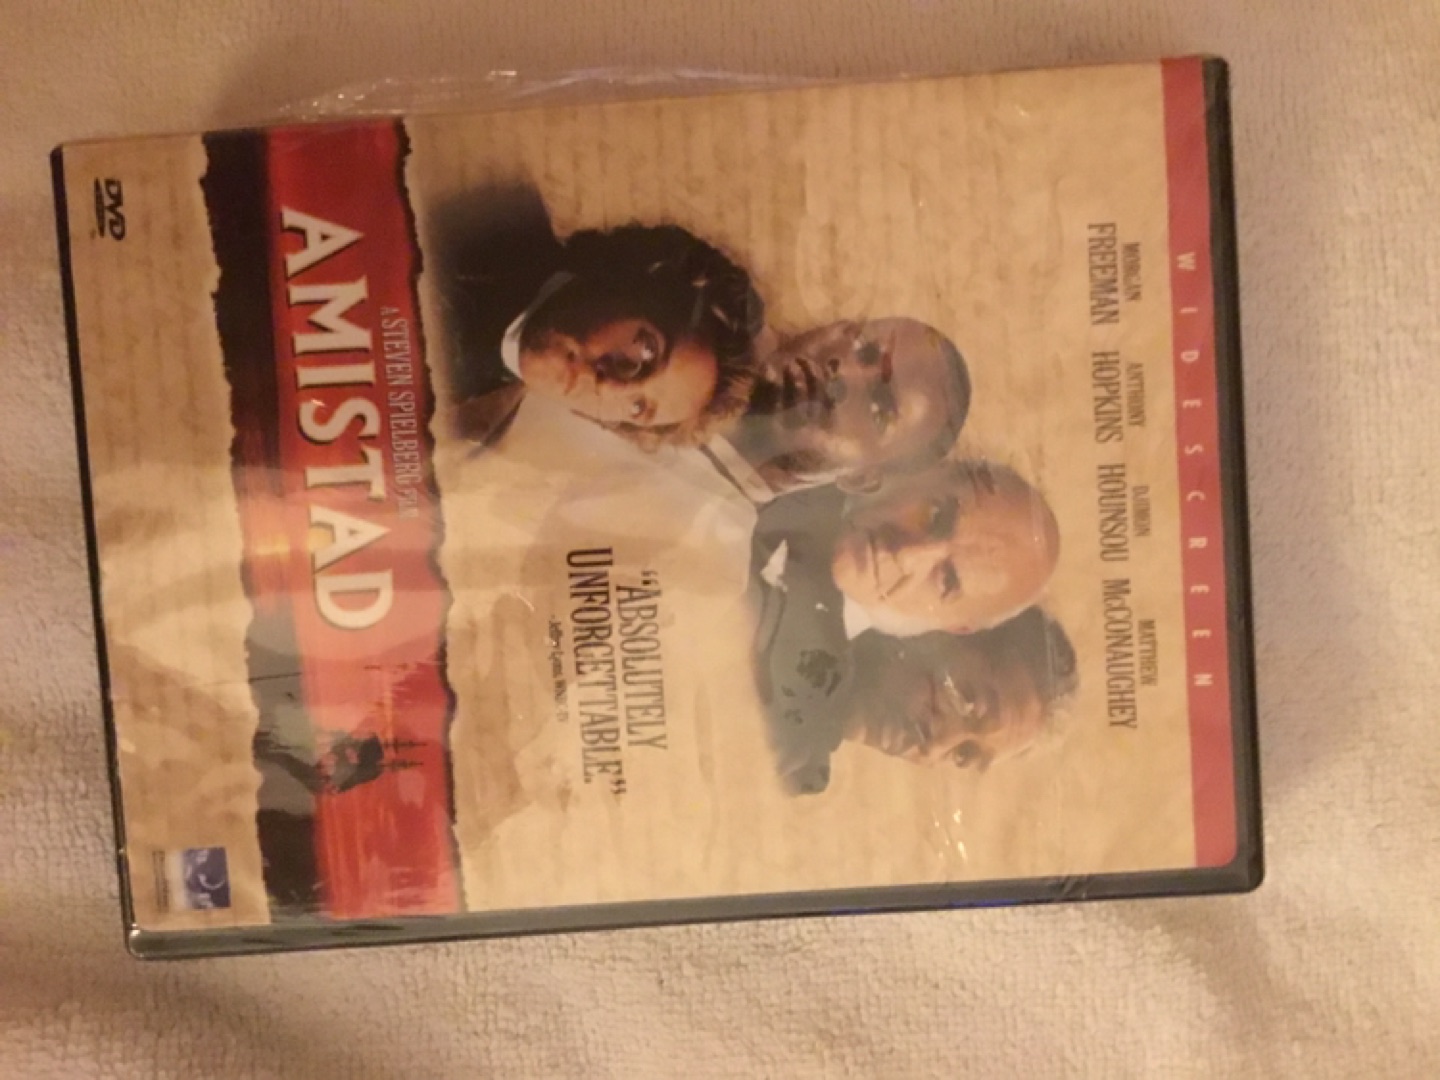 WIDESCREEN
MORGAN ANTHONY DJIMON MATTHEW
FREEMAN HOPKINS HOUNSOU McCONAUGHEY
"ABSOLUTELY
UNFORGETTABLE".
A STEVEN SPIELBERG FILM
AMISTAD
DVD